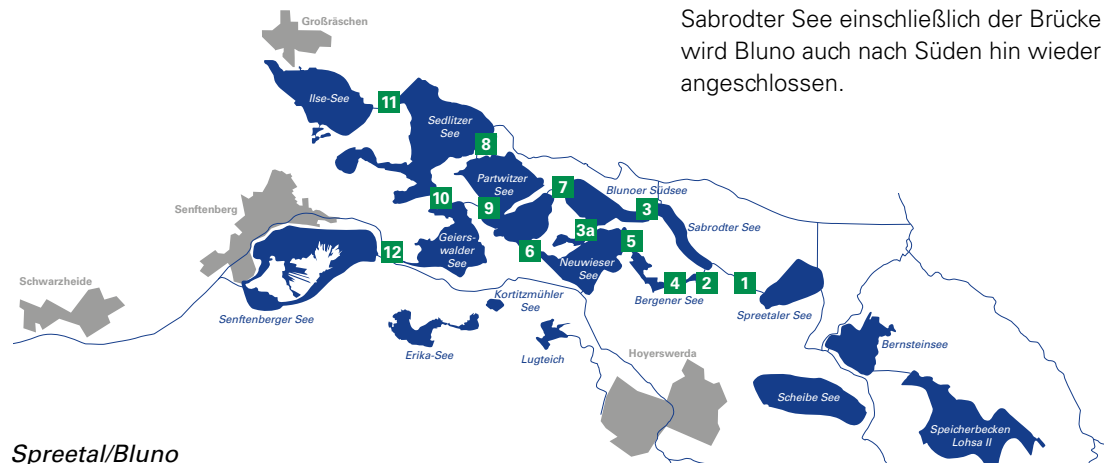 Sabrodter See einschließlich der Brücke
wird Bluno auch nach Süden hin wieder
angeschlossen.
Großräschen
Ilse-See
11
Sedlitzer
See
8
Partwitzer
See
7
Blunoer Südsee
3
Senftenberg
10
9
3a
5
Sabrodter See
Geiers-
walder
See
12
6
Neuwieser
See
4
2
1
Schwarzheide
Kortitzmühler
See
Bergener See
Spreetaler See
Senftenberger See
Erika-See
Lugteich
Hoyerswerda
Bernsteinsee
Scheibe See
Speicherbecken
Lohsa II
Spreetal/Bluno